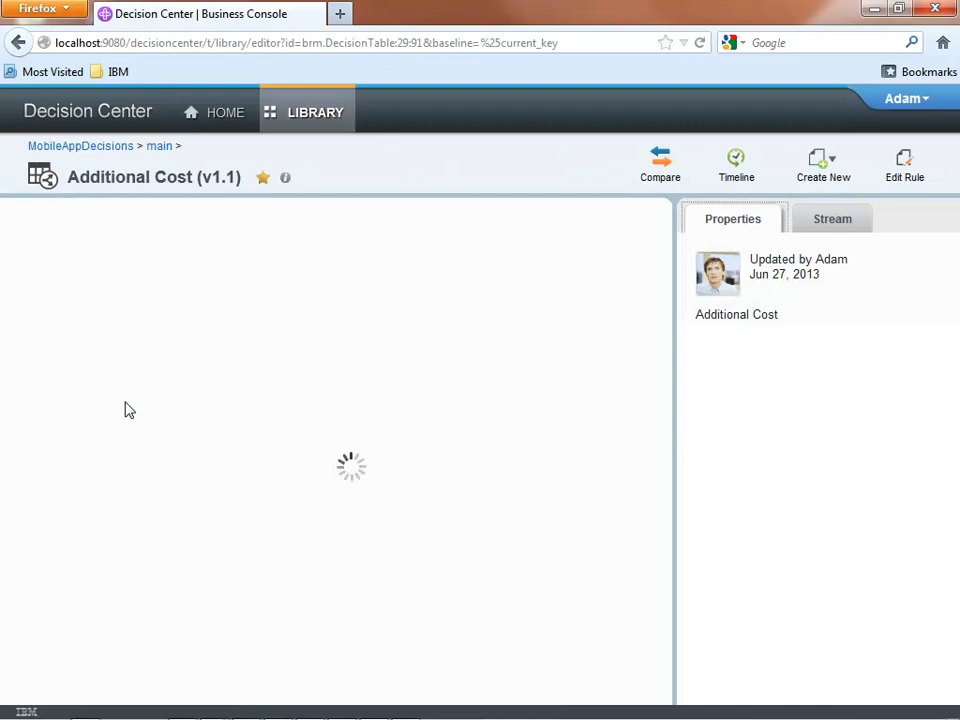 Firefox
Decision Center | Business Console
localhost:9080/decisioncenter/t/library/editor?id=brm.DecisionTable:29:91&baseline=%25current_key
Google
Most Visited
IBM
Bookmarks
Decision Center
HOME
LIBRARY
Adam
MobileAppDecisions > main >
Additional Cost (v1.1)
Compare
Timeline
Create New
Edit Rule
Properties
Stream
Updated by Adam
Jun 27, 2013
Additional Cost
IBM